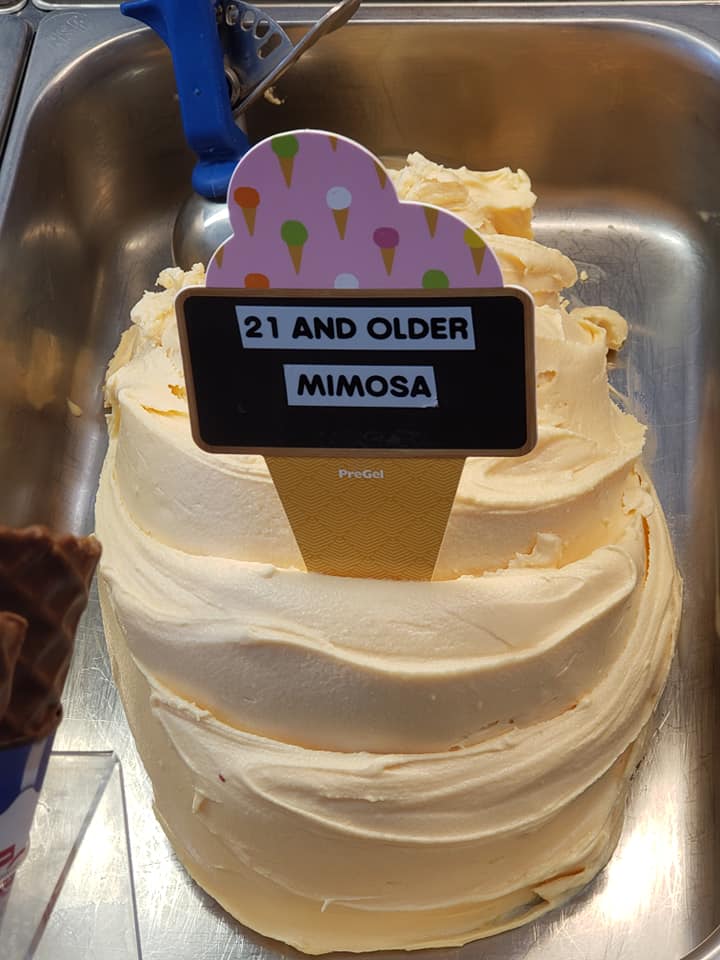 21 AND OLDER
MIMOSA
PreGel